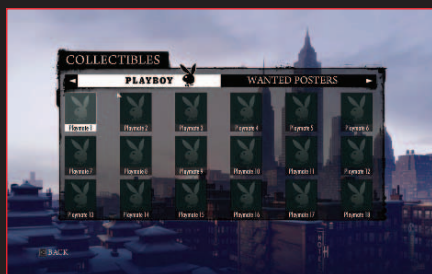 COLLECTIBLES
PLAYBOY WANTED POSTERS
Playmate 1 Playmate 2 Playmate 3 Playmate 4 Playmate 5 Playmate 6
Playmate 7 Playmate 8 Playmate 9 Playmate 10 Playmate 11 Playmate 12
Playmate 13 Playmate 14 Playmate 15 Playmate 16 Playmate 17 Playmate 18
BACK